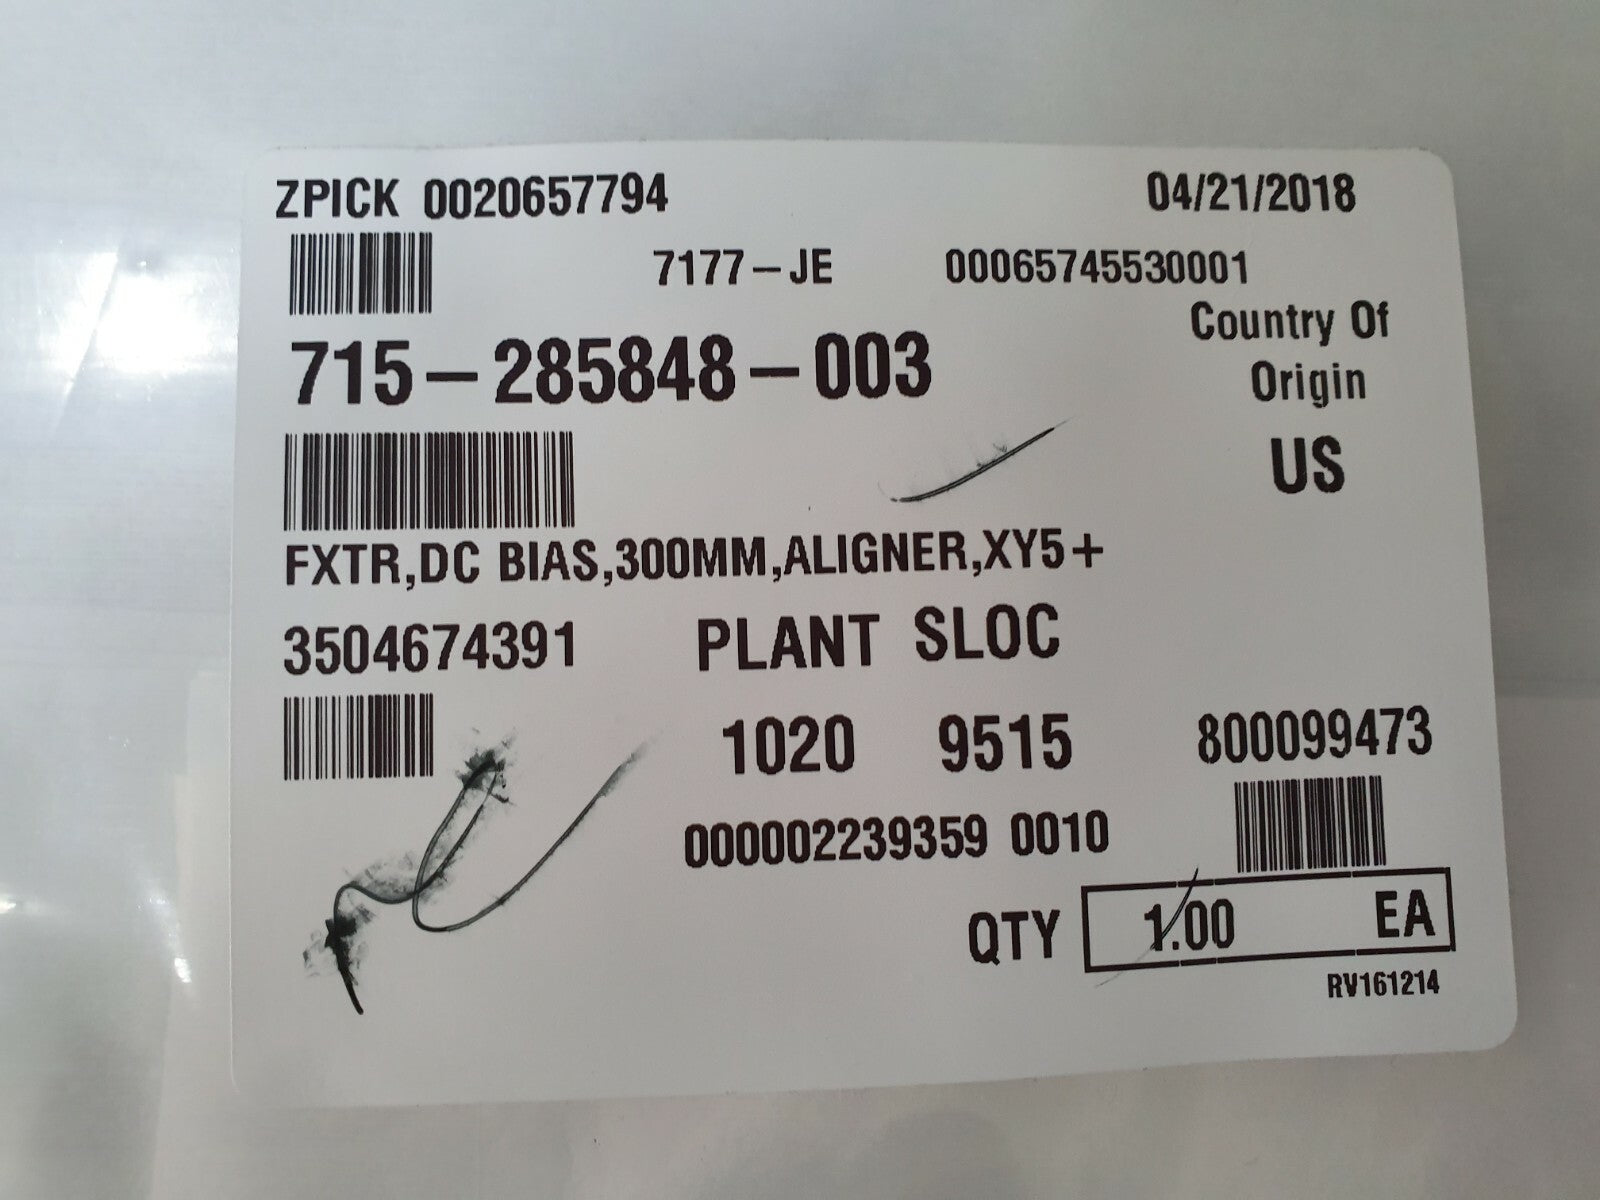 ZPICK 0020657794 04/21/2018
7177-JE 00065745530001
715-285848-003
Country Of
Origin
US
FXTR,DC BIAS,300MM,ALIGNER,XY5+
3504674391 PLANT SLOC
1020 9515 800099473
000002239359 0010
QTY 1.00 EA
RV161214